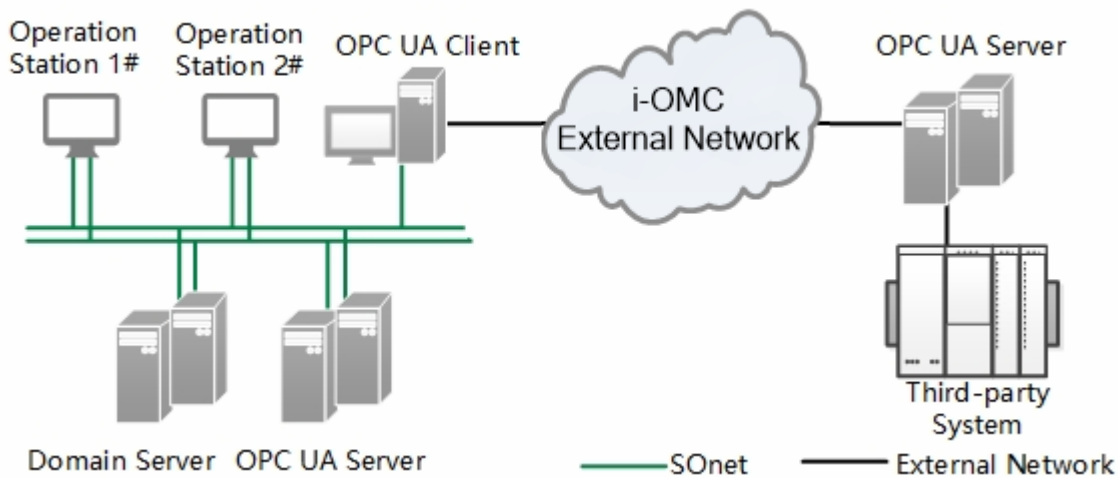 Operation
Station 1#
Operation
Station 2#
OPC UA Client
i-OMC
External Network
OPC UA Server
Third-party
System
Domain Server
OPC UA Server
SOnet
External Network